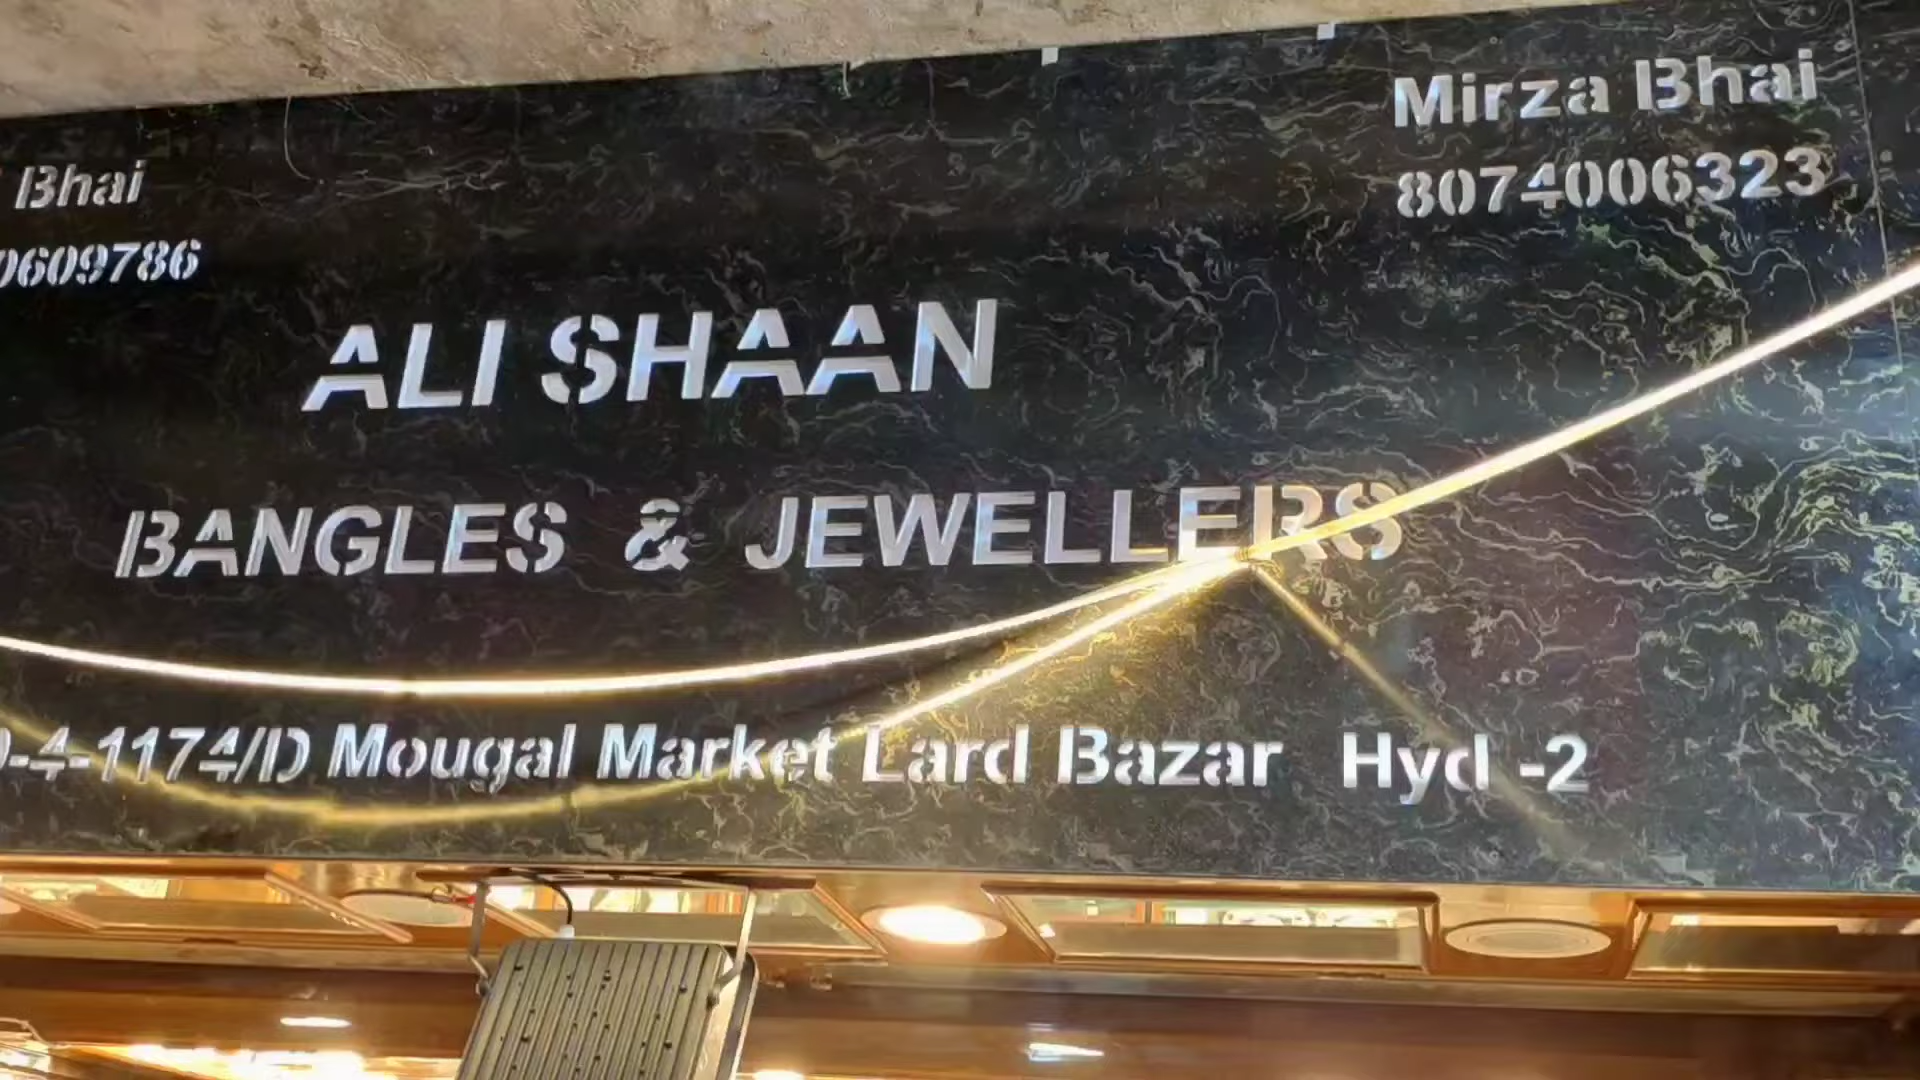 Bhai
0609786
Mirza Bhai
8074006323
ALI SHAAN
BANGLES & JEWELLERS
-4-1174/D Mougal Market Lard Bazar Hyd -2